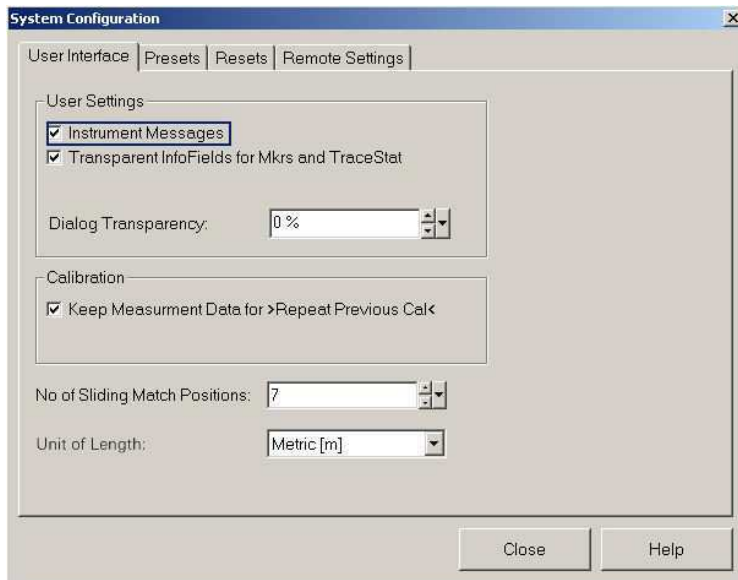 System Configuration
User Interface Presets Resets Remote Settings
User Settings
Instrument Messages
Transparent InfoFields for Mkrs and TraceStat
Dialog Transparency: 0 %
Calibration
Keep Measurment Data for >Repeat Previous Cal<
No of Sliding Match Positions: 7
Unit of Length: Metric [m]
Close Help